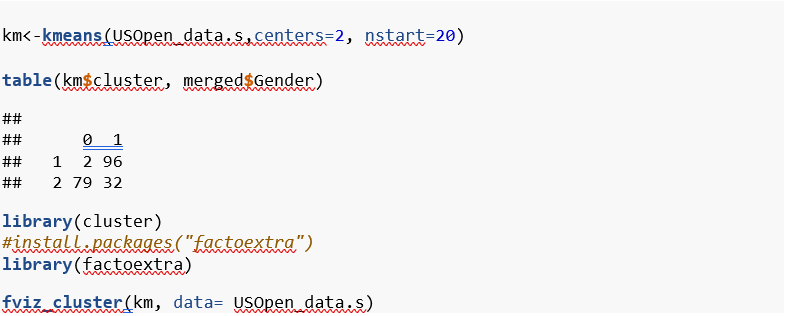 km<-kmeans(USOpen_data.s,centers=2, nstart=20)
table(km$cluster, merged$Gender)
##
##      0  1
##   1  2 96
##   2 79 32
library(cluster)
#install.packages("factoextra")
library(factoextra)
fviz_cluster(km, data= USOpen_data.s)